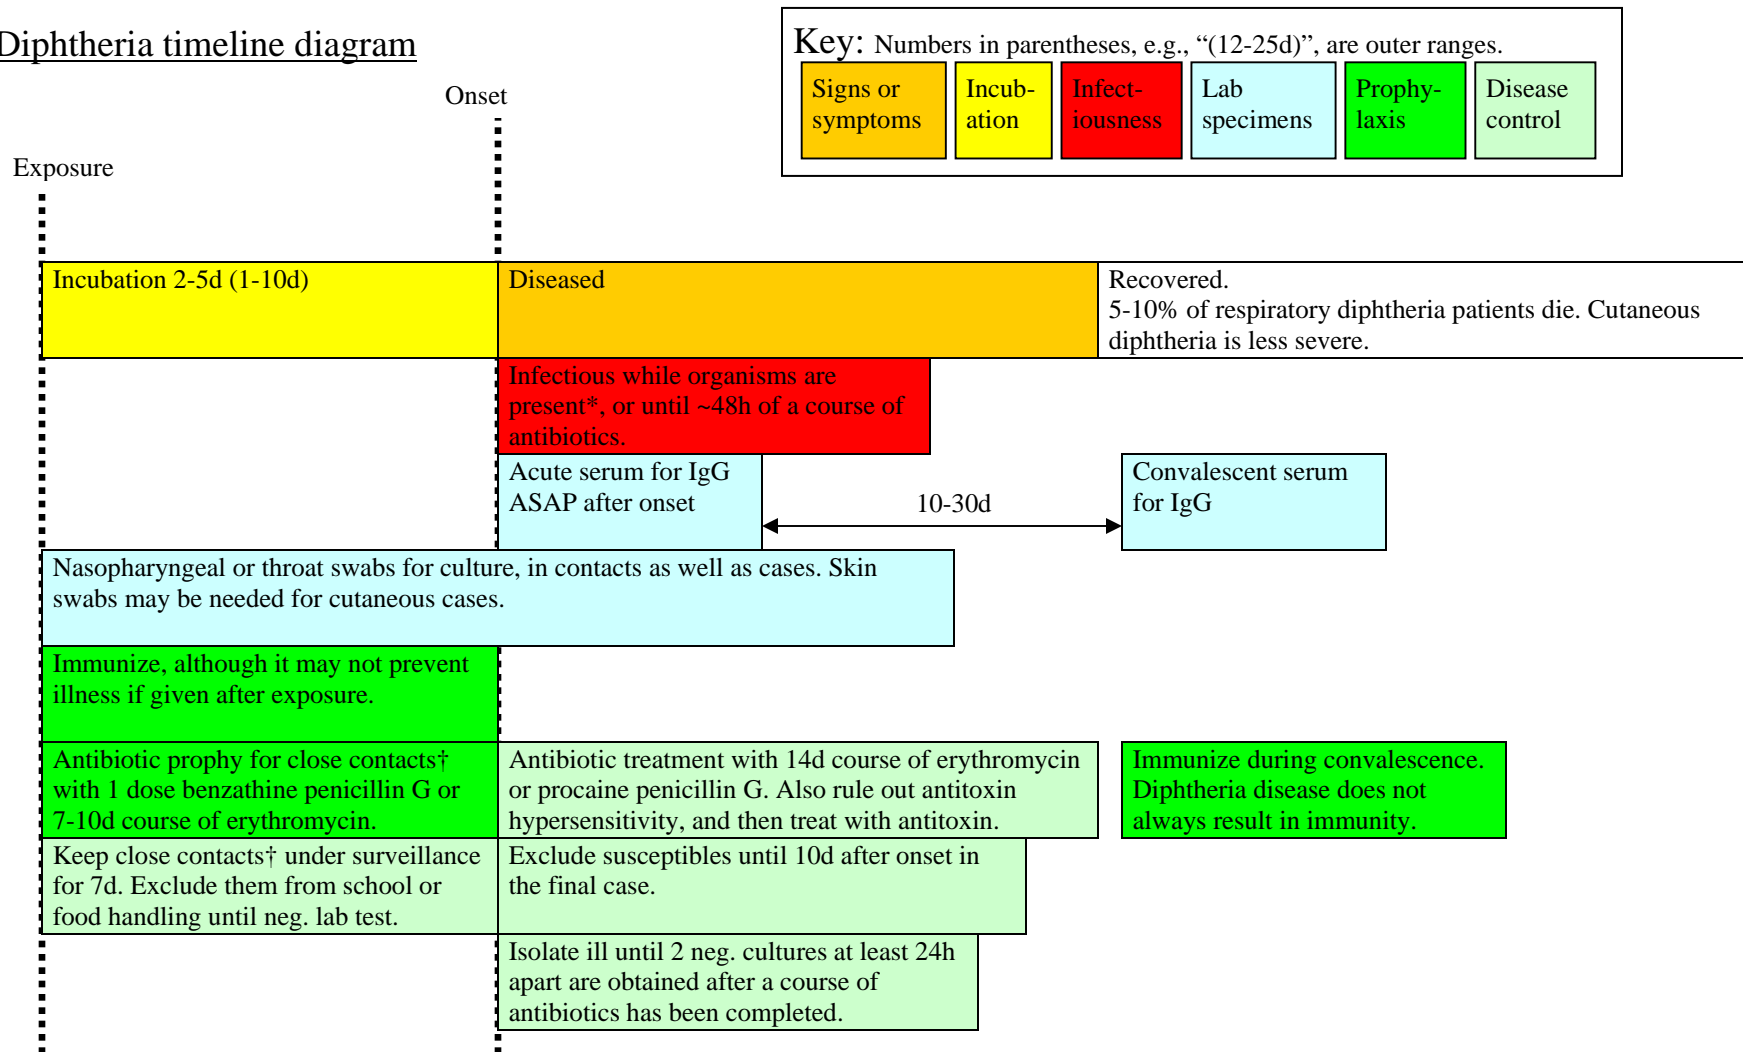 Diphtheria timeline diagram
Key: Numbers in parentheses, e.g., “(12-25d)”, are outer ranges.
Signs or
symptoms
Incub-
ation
Infect-
iousness
Lab
specimens
Prophy-
laxis
Disease
control
Onset
Exposure
Incubation 2-5d (1-10d)
Diseased
Recovered.
5-10% of respiratory diphtheria patients die. Cutaneous
diphtheria is less severe.
Infectious while organisms are
present*, or until ~48h of a course of
antibiotics.
Acute serum for IgG
ASAP after onset
10-30d
Convalescent serum
for IgG
Nasopharyngeal or throat swabs for culture, in contacts as well as cases. Skin
swabs may be needed for cutaneous cases.
Immunize, although it may not prevent
illness if given after exposure.
Antibiotic prophy for close contacts†
with 1 dose benzathine penicillin G or
7-10d course of erythromycin.
Antibiotic treatment with 14d course of erythromycin
or procaine penicillin G. Also rule out antitoxin
hypersensitivity, and then treat with antitoxin.
Immunize during convalescence.
Diphtheria disease does not
always result in immunity.
Keep close contacts† under surveillance
for 7d. Exclude them from school or
food handling until neg. lab test.
Exclude susceptibles until 10d after onset in
the final case.
Isolate ill until 2 neg. cultures at least 24h
apart are obtained after a course of
antibiotics has been completed.